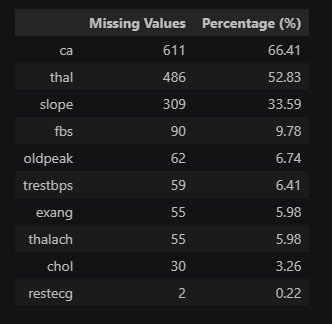 Missing Values Percentage (%)
ca 611 66.41
thal 486 52.83
slope 309 33.59
fbs 90 9.78
oldpeak 62 6.74
trestbps 59 6.41
exang 55 5.98
thalach 55 5.98
chol 30 3.26
restecg 2 0.22